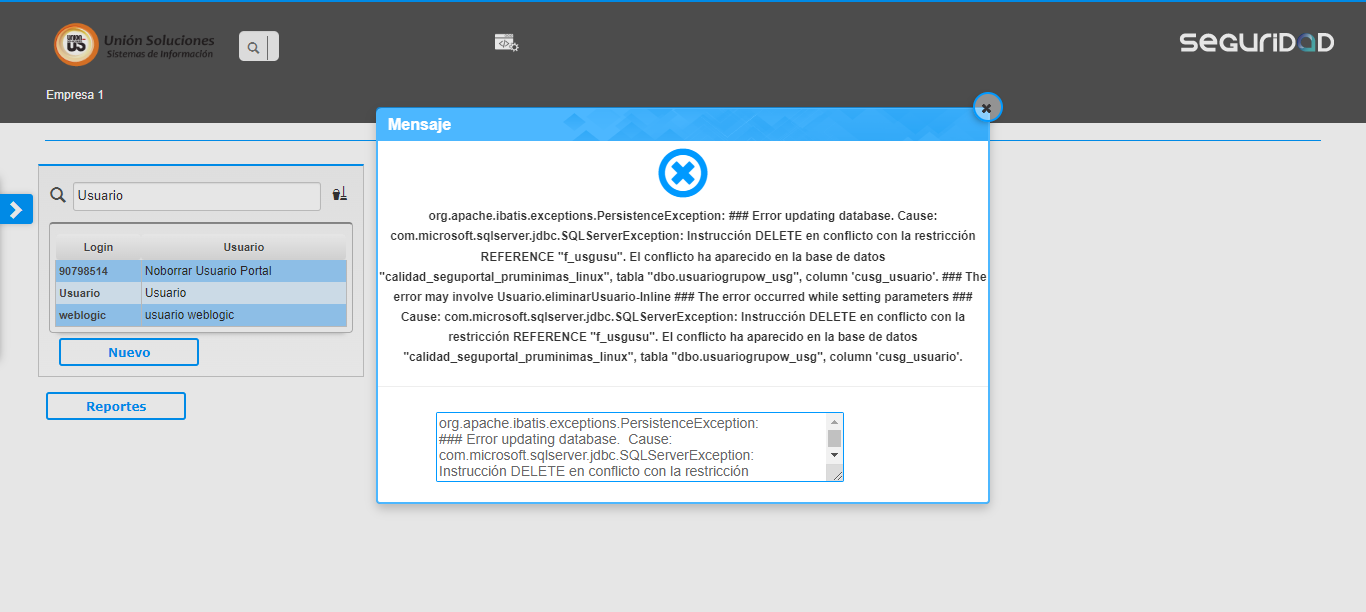 UNION
US
Unión Soluciones
Sistemas de Información
SEGURIDAD
Empresa 1
Mensaje
Usuario
Login Usuario
90798514 Noborrar Usuario Portal
Usuario Usuario
weblogic usuario weblogic
Nuevo
Reportes
org.apache.ibatis.exceptions.PersistenceException: ### Error updating database. Cause:
com.microsoft.sqlserver.jdbc.SQLServerException: Instrucción DELETE en conflicto con la restricción
REFERENCE "f_usgusu". El conflicto ha aparecido en la base de datos
"calidad_seguportal_pruminimas_linux", tabla "dbo.usuariogrupow_usg", column 'cusg_usuario'. ### The
error may involve Usuario.eliminarUsuario-Inline ### The error occurred while setting parameters ###
Cause: com.microsoft.sqlserver.jdbc.SQLServerException: Instrucción DELETE en conflicto con la
restricción REFERENCE "f_usgusu". El conflicto ha aparecido en la base de datos
"calidad_seguportal_pruminimas_linux", tabla "dbo.usuariogrupow_usg", column 'cusg_usuario'.
org.apache.ibatis.exceptions.PersistenceException:
### Error updating database.  Cause:
com.microsoft.sqlserver.jdbc.SQLServerException:
Instrucción DELETE en conflicto con la restricción